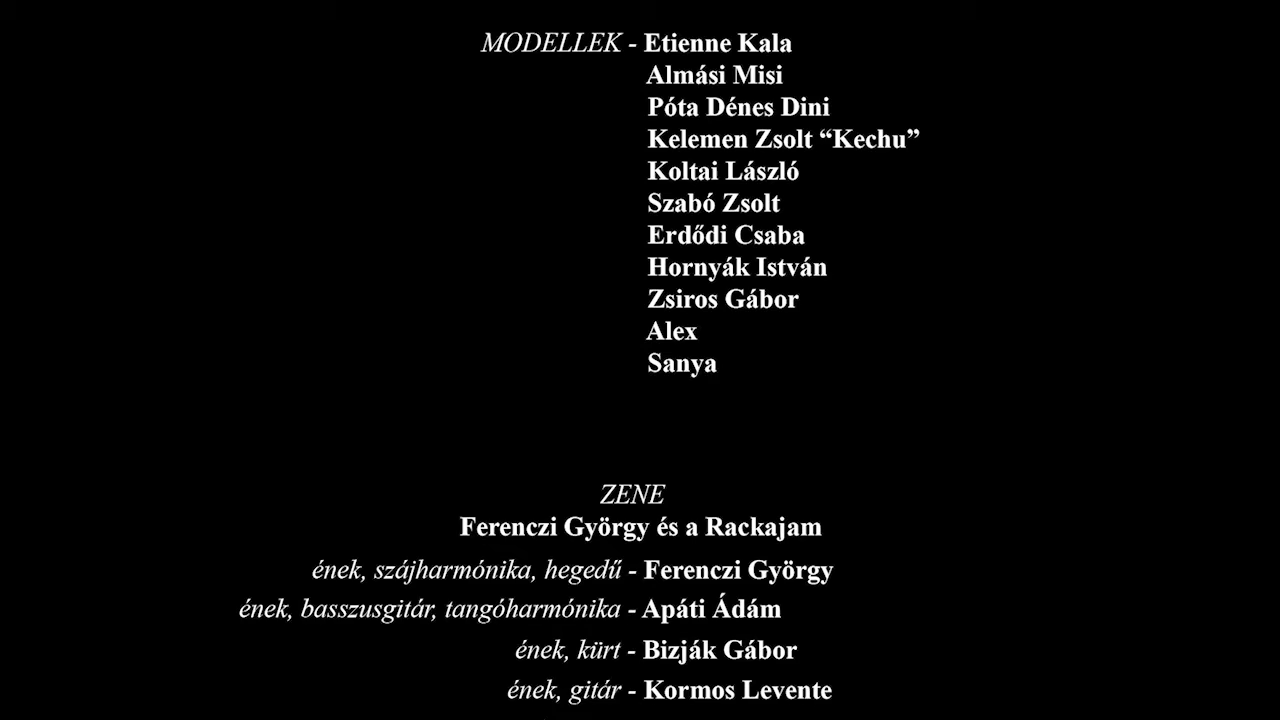 MODELLEK - Etienne Kala
Almási Misi
Póta Dénes Dini
Kelemen Zsolt “Kechu”
Koltai László
Szabó Zsolt
Erdődi Csaba
Hornyák István
Zsiros Gábor
Alex
Sanya
ZENE
Ferenczi György és a Rackajam
ének, szájharmónika, hegedű - Ferenczi György
ének, basszusgitár, tangóharmónika - Apáti Ádám
ének, kürt - Bizják Gábor
ének, gitár - Kormos Levente